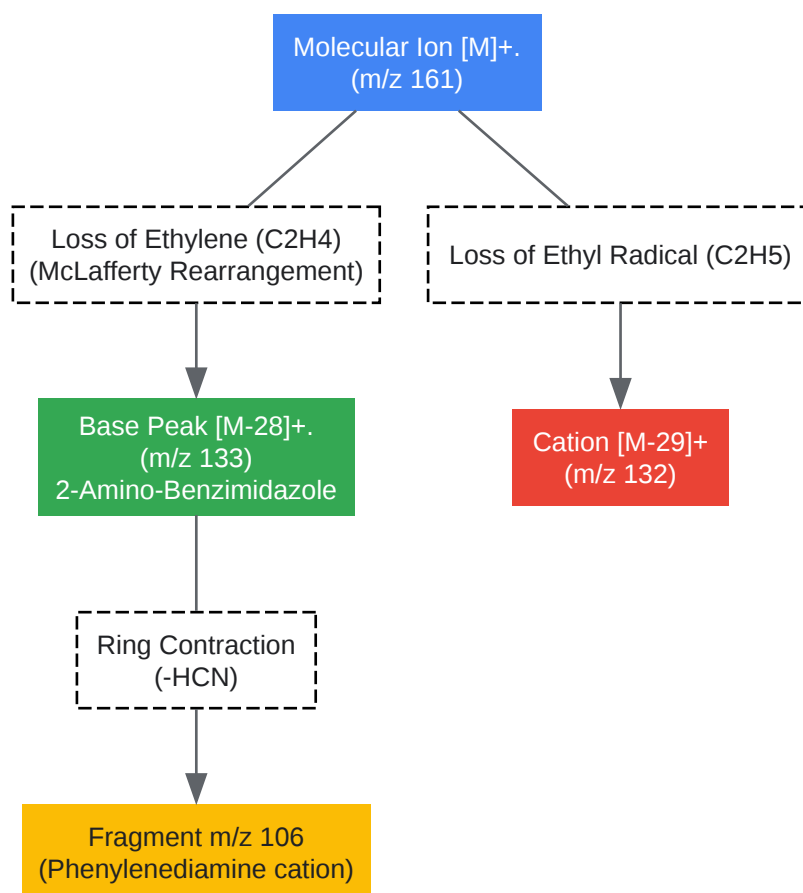 Molecular Ion [M]+.
(m/z 161)
Loss of Ethylene (C2H4)
(McLafferty Rearrangement)
Loss of Ethyl Radical (C2H5)
Base Peak [M-28]+.
(m/z 133)
2-Amino-Benzimidazole
Cation [M-29]+
(m/z 132)
Ring Contraction
(-HCN)
Fragment m/z 106
(Phenylenediamine cation)